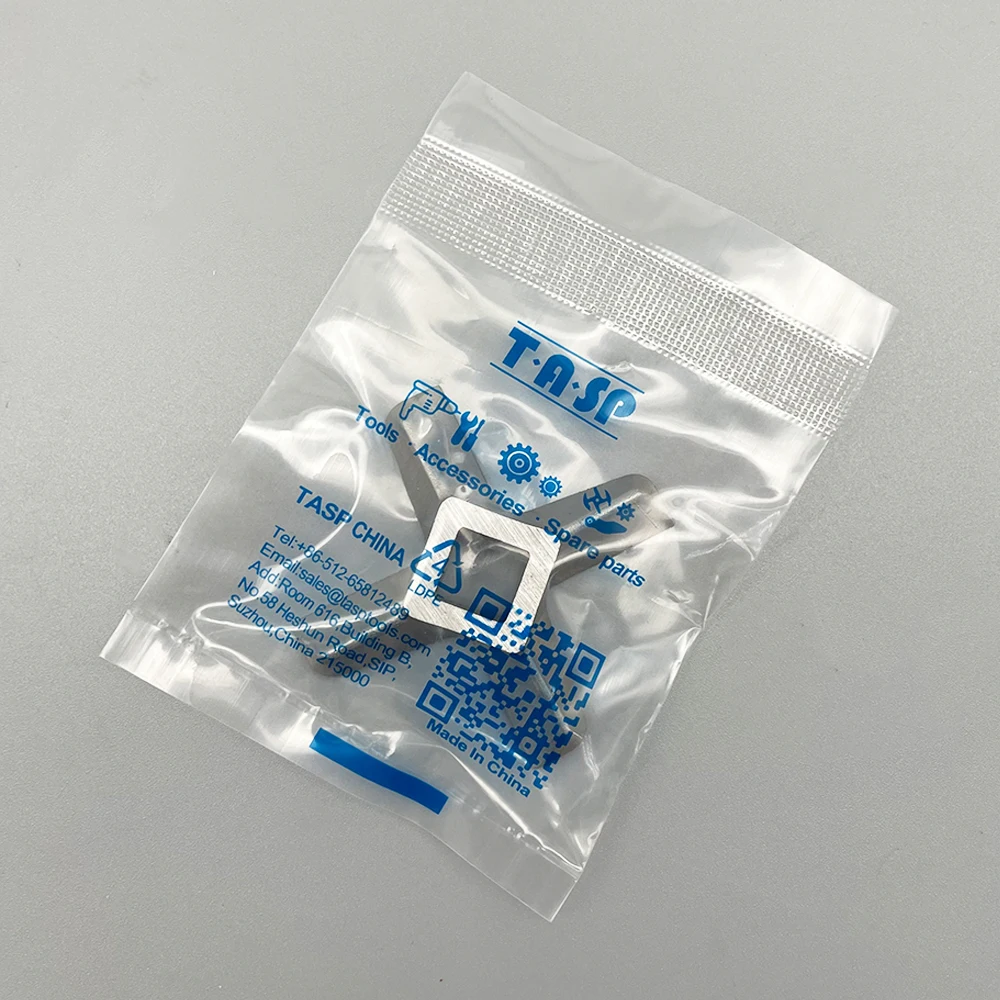 T·A·SP
Tools · Accessories · Spare parts
TASP CHINA
Tel:+86-512-65812489
Email:sales@tasptools.com
Add:Room 616,Building B,
No.58 Heshun Road,SIP,
Suzhou,China 215000
4
LDPE
Made In China